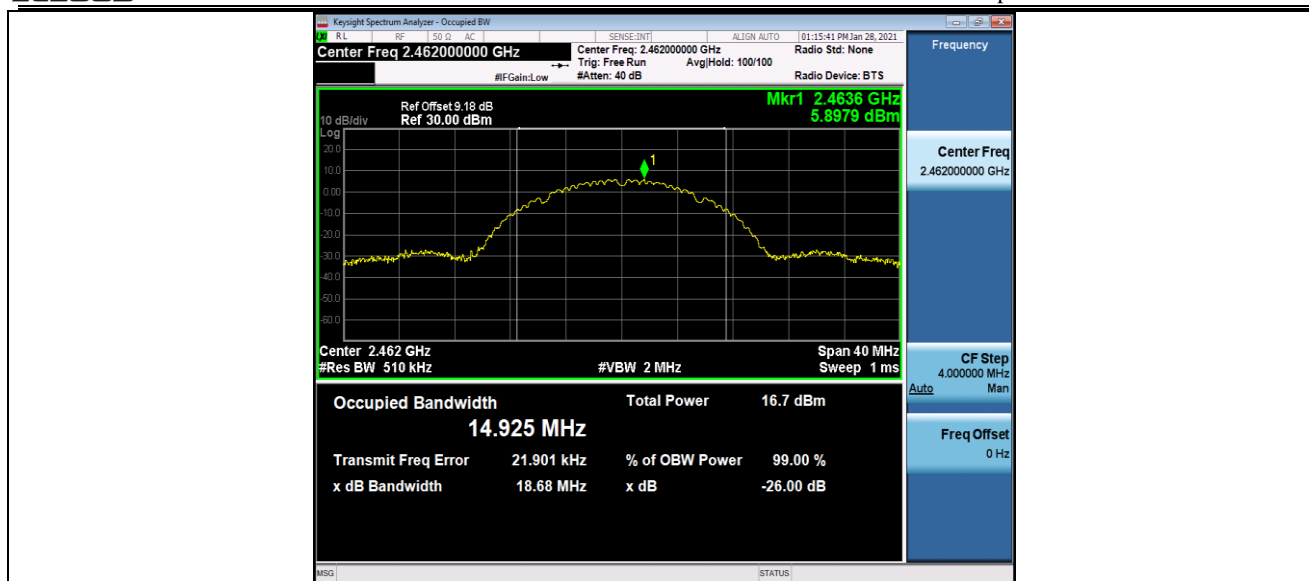 Keysight Spectrum Analyzer - Occupied BW
RL RF 50 Ω AC SENSE:INT ALIGN AUTO 01:15:41 PM Jan 28, 2021
Center Freq 2.462000000 GHz
Center Freq: 2.462000000 GHz
Radio Std: None
Trig: Free Run Avg|Hold: 100/100
#IFGain:Low
#Atten: 40 dB
Radio Device: BTS
Frequency
Mkr1 2.4636 GHz
5.8979 dBm
Ref Offset 9.18 dB
10 dB/div Ref 30.00 dBm
Log
20.0
10.0
0.00
-10.0
-20.0
-30.0
-40.0
-50.0
-60.0
1
Center 2.462 GHz
Span 40 MHz
#Res BW 510 kHz
#VBW 2 MHz
Sweep 1 ms
Center Freq
2.462000000 GHz
CF Step
4.000000 MHz
Auto Man
Freq Offset
0 Hz
Occupied Bandwidth
14.925 MHz
Total Power 16.7 dBm
Transmit Freq Error 21.901 kHz
% of OBW Power 99.00 %
x dB Bandwidth 18.68 MHz
x dB -26.00 dB
MSG
STATUS